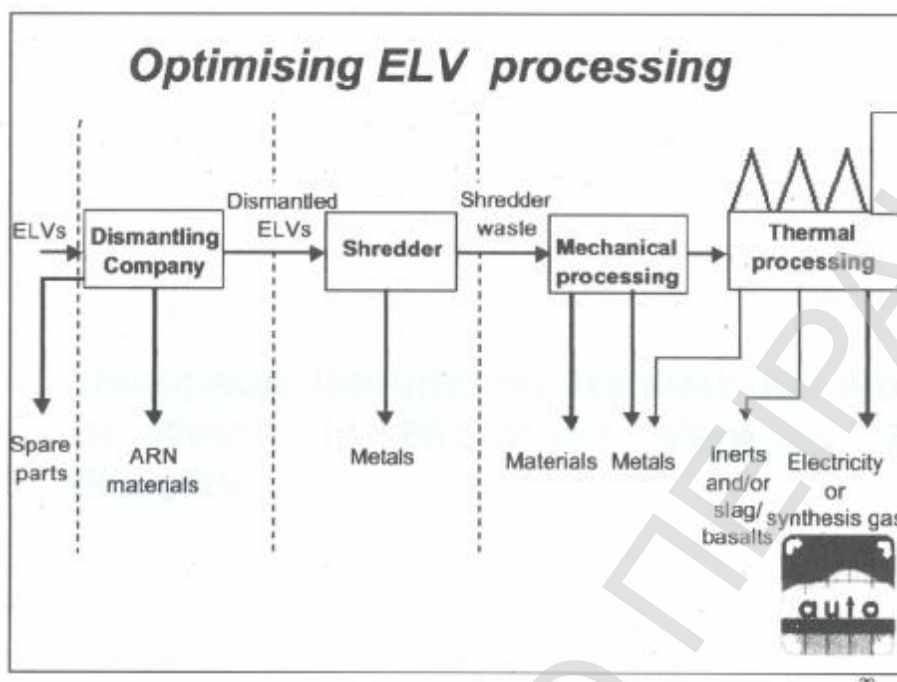 Optimising ELV processing
ELVs
Dismantling
Company
Dismantled
ELVs
Shredder
Shredder
waste
Mechanical
processing
Thermal
processing
Spare
parts
ARN
materials
Metals
Materials
Metals
Inerts
and/or
slag/
basalts
Electricity
or
synthesis gas
auto